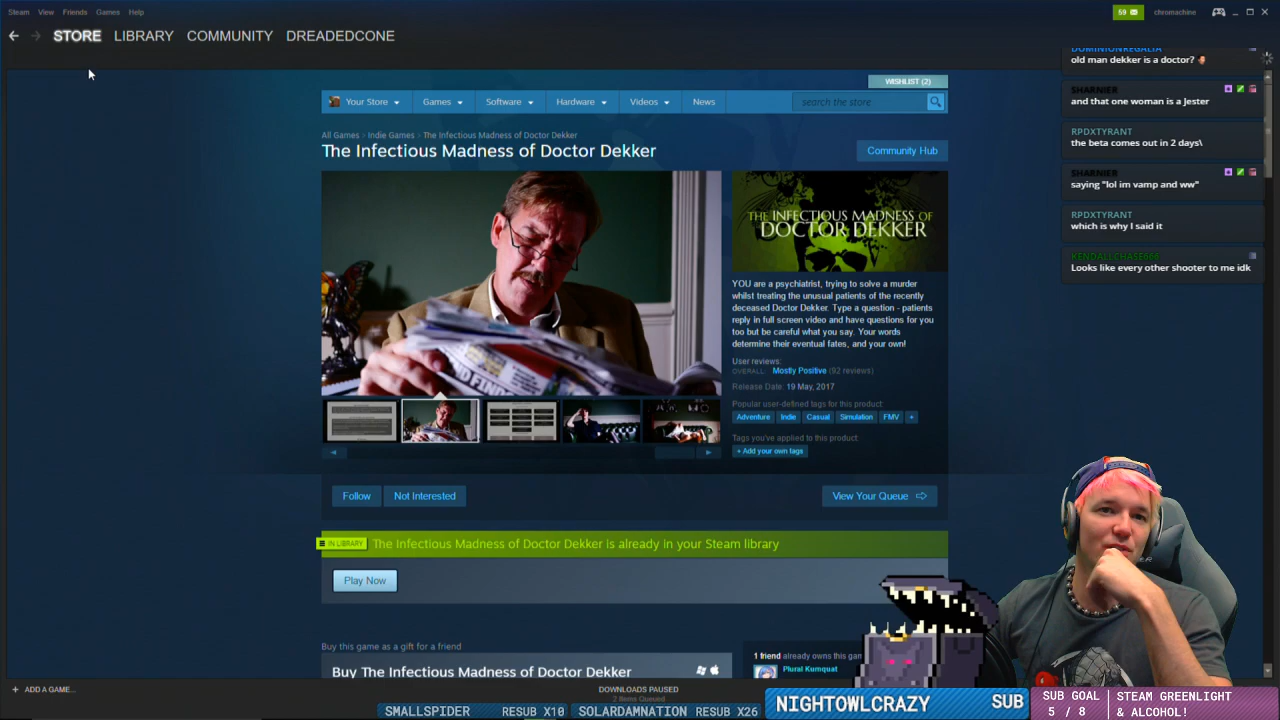 Steam View Friends Games Help
59
chromachine
STORE LIBRARY COMMUNITY DREADEDCONE
WISHLIST (2)
Your Store Games Software Hardware Videos News
search the store
All Games > Indie Games > The Infectious Madness of Doctor Dekker
The Infectious Madness of Doctor Dekker
Community Hub
THE INFECTIOUS MADNESS OF
DOCTOR DEKKER
YOU are a psychiatrist, trying to solve a murder
whilst treating the unusual patients of the recently
deceased Doctor Dekker. Type a question - patients
reply in full screen video and have questions for you
too but be careful what you say. Your words
determine their eventual fates, and your own!
User reviews:
OVERALL: Mostly Positive (92 reviews)
Release Date: 19 May, 2017
Popular user-defined tags for this product:
Adventure Indie Casual Simulation FMV +
Tags you've applied to this product:
+ Add your own tags
Follow
Not Interested
View Your Queue
IN LIBRARY
The Infectious Madness of Doctor Dekker is already in your Steam library
Play Now
Buy this game as a gift for a friend
Buy The Infectious Madness of Doctor Dekker
1 friend already owns this gam
Plural Kumquat
DOMINIONREGALIA
old man dekker is a doctor?
SHARNIER
and that one woman is a Jester
RPDXTYRANT
the beta comes out in 2 days\
SHARNIER
saying "lol im vamp and ww"
RPDXTYRANT
which is why I said it
KENDALLCHASE666
Looks like every other shooter to me idk
+ ADD A GAME...
DOWNLOADS PAUSED
2 Items Queued
SMALLSPIDER RESUB X10
SOLARDAMNATION RESUB X26
NIGHTOWLCRAZY SUB
SUB GOAL
5 / 8
STEAM GREENLIGHT
& ALCOHOL!